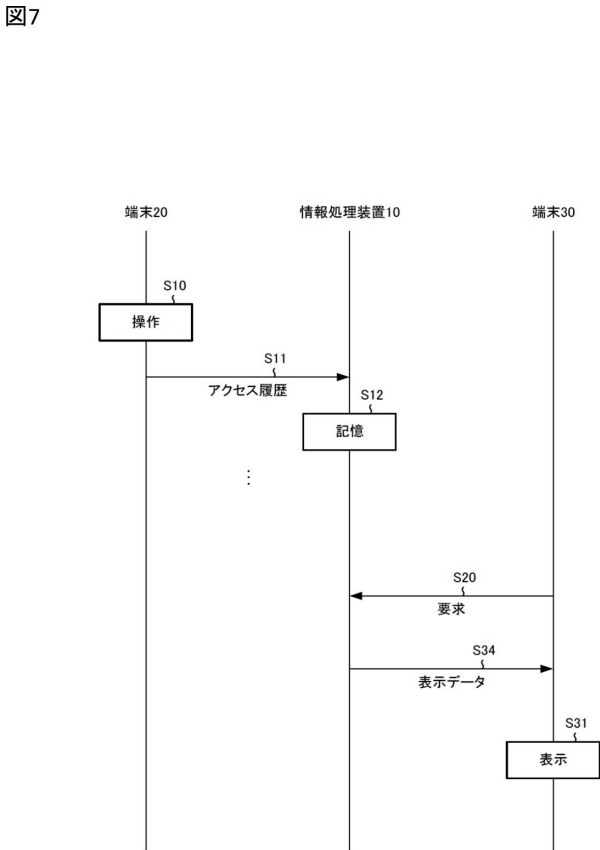 図7
端末20 情報処理装置10 端末30
S10
操作
S11
アクセス履歴
S12
記憶
⋮
S20
要求
S34
表示データ
S31
表示